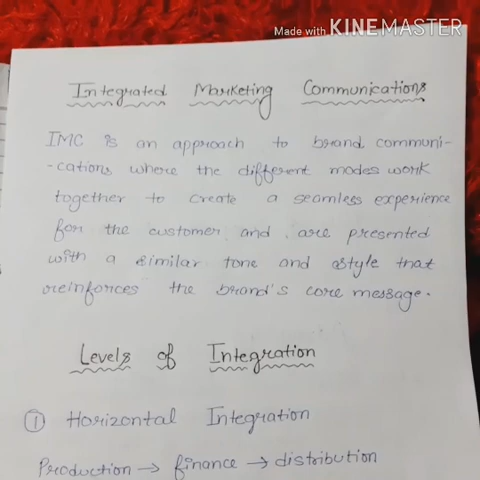 Made with KINEMASTER
Integrated Marketing Communications
IMC is an approach to brand communi-
-cations where the different modes work
together to create a seamless experience
for the customer and are presented
with a similar tone and style that
reinforces the brand's core message.
Levels of Integration
① Horizontal Integration
Production → finance → distribution